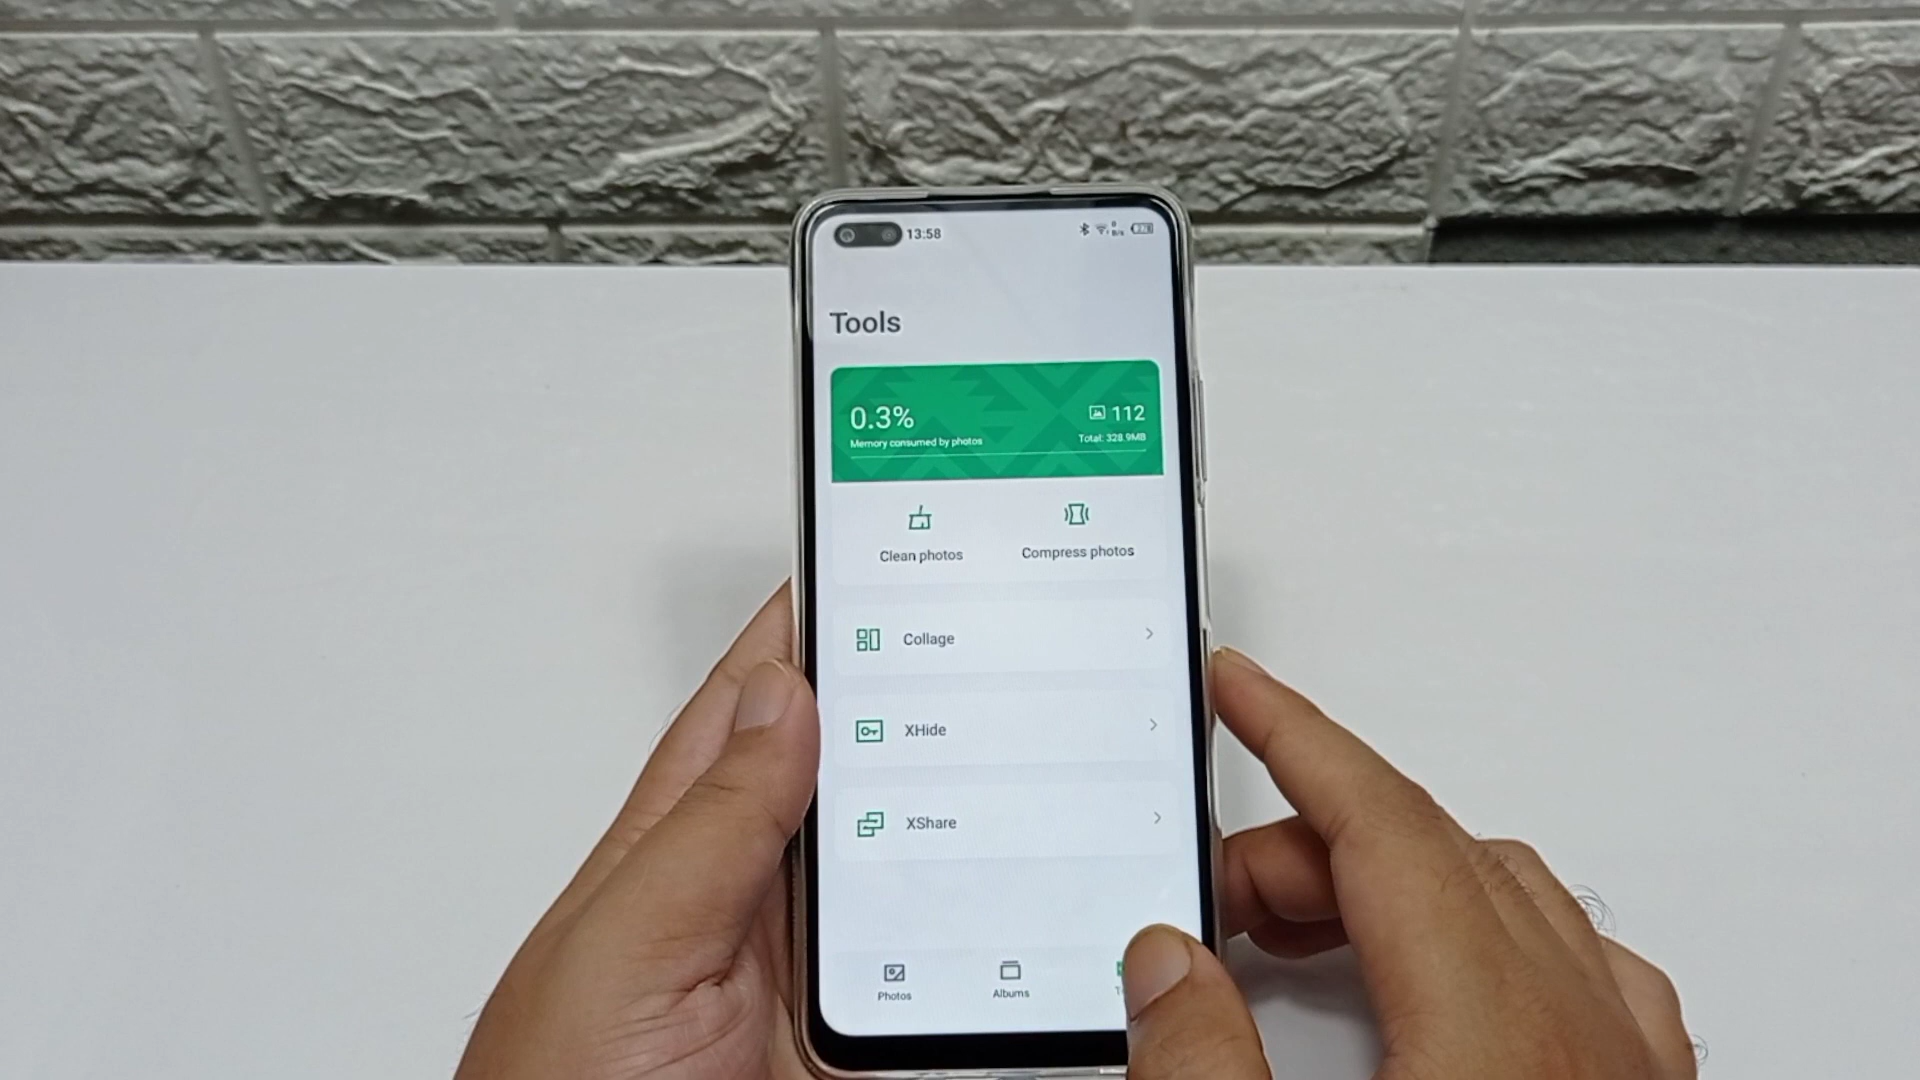 13:58
Tools
0.3%
112
Memory consumed by photos
Total: 328.9MB
Clean photos
Compress photos
Collage
XHide
XShare
Photos
Albums